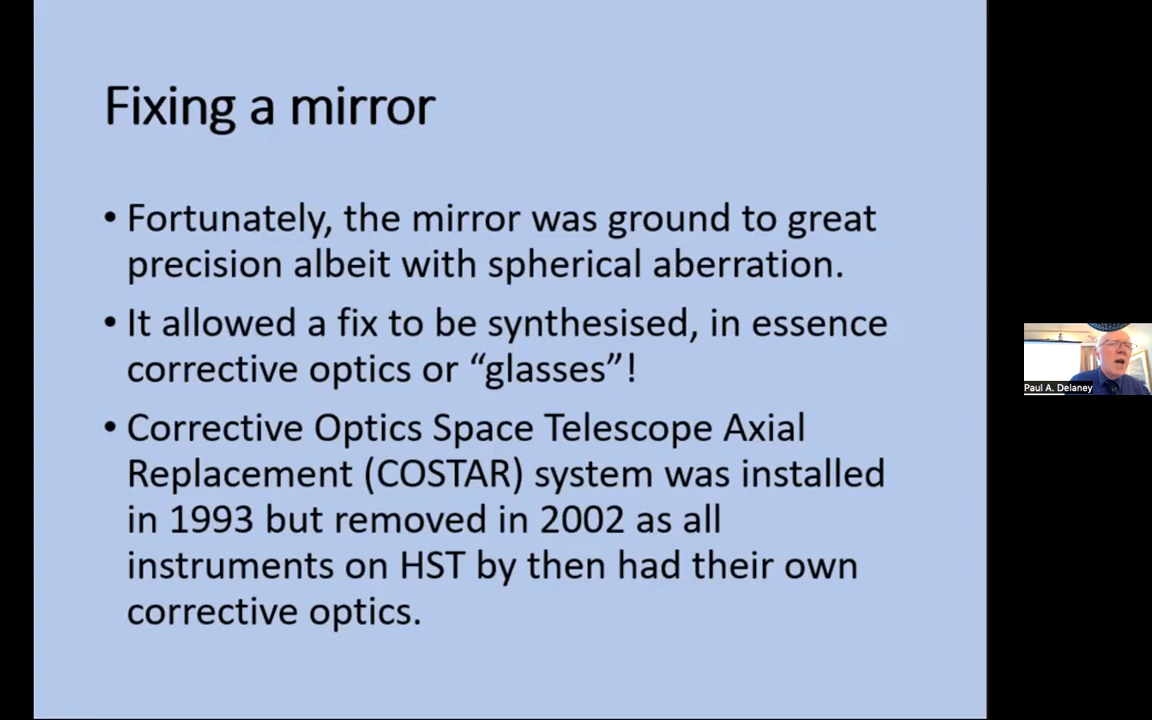 Fixing a mirror
• Fortunately, the mirror was ground to great
precision albeit with spherical aberration.
• It allowed a fix to be synthesised, in essence
corrective optics or “glasses”!
• Corrective Optics Space Telescope Axial
Replacement (COSTAR) system was installed
in 1993 but removed in 2002 as all
instruments on HST by then had their own
corrective optics.
Paul A. Delaney